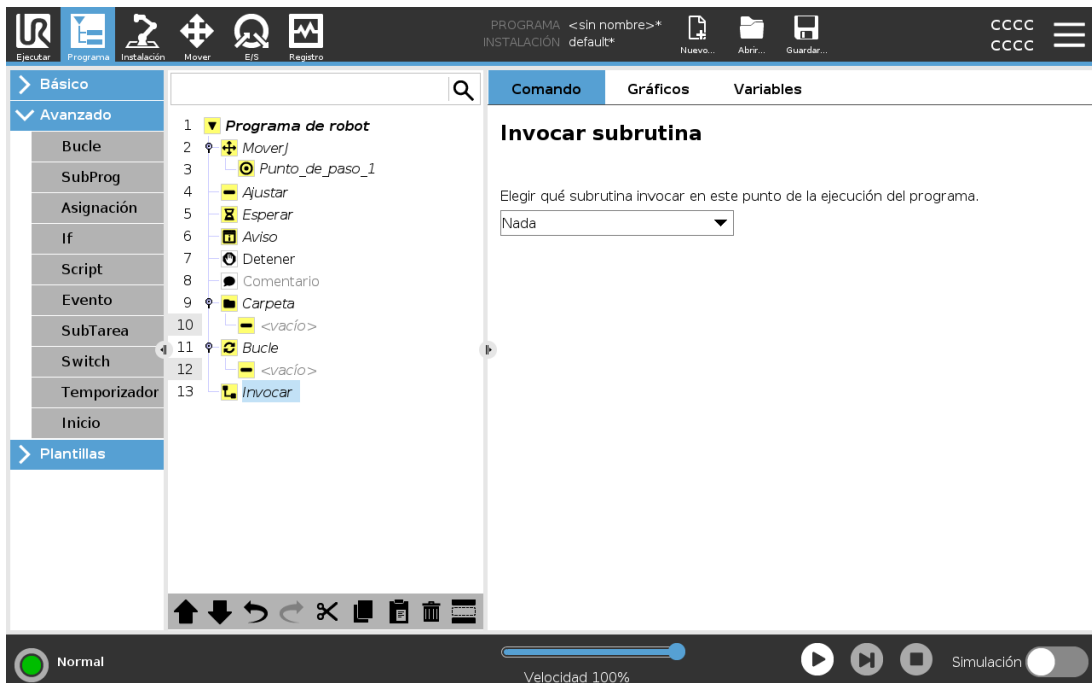 UR
PROGRAMA <sin nombre>*
INSTALACIÓN default*
CCCC
CCCC
Ejecutar Programa Instalación Mover E/S Registro Nuevo... Abrir... Guardar...
Básico
Avanzado
Bucle
SubProg
Asignación
If
Script
Evento
SubTarea
Switch
Temporizador
Inicio
Plantillas
1 Programa de robot
2 MoverJ
3 Punto_de_paso_1
4 Ajustar
5 Esperar
6 Aviso
7 Detener
8 Comentario
9 Carpeta
10 <vacío>
11 Bucle
12 <vacío>
13 Invocar
Comando Gráficos Variables
Invocar subrutina
Elegir qué subrutina invocar en este punto de la ejecución del programa.
Nada
Normal
Velocidad 100%
Simulación